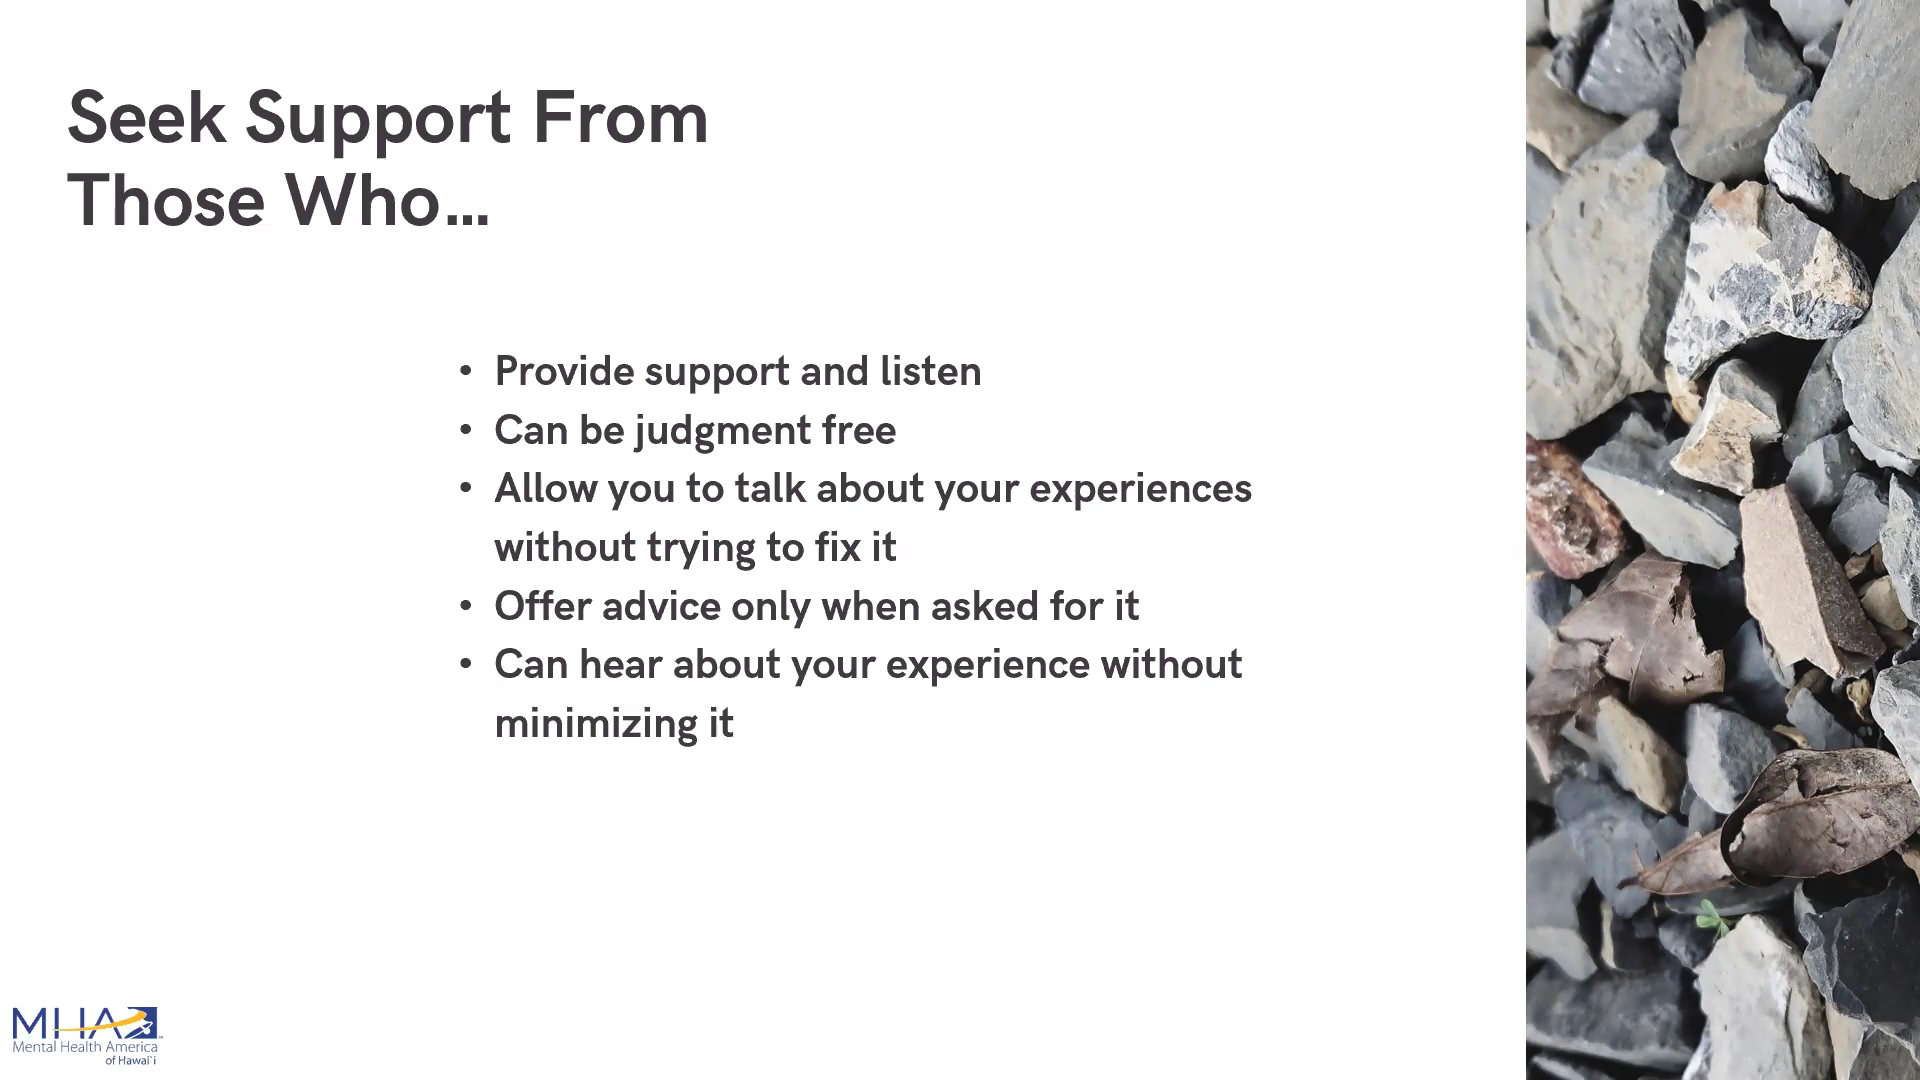 Seek Support From
Those Who...
• Provide support and listen
• Can be judgment free
• Allow you to talk about your experiences
without trying to fix it
• Offer advice only when asked for it
• Can hear about your experience without
minimizing it
MHA
Mental Health America
of Hawai`i